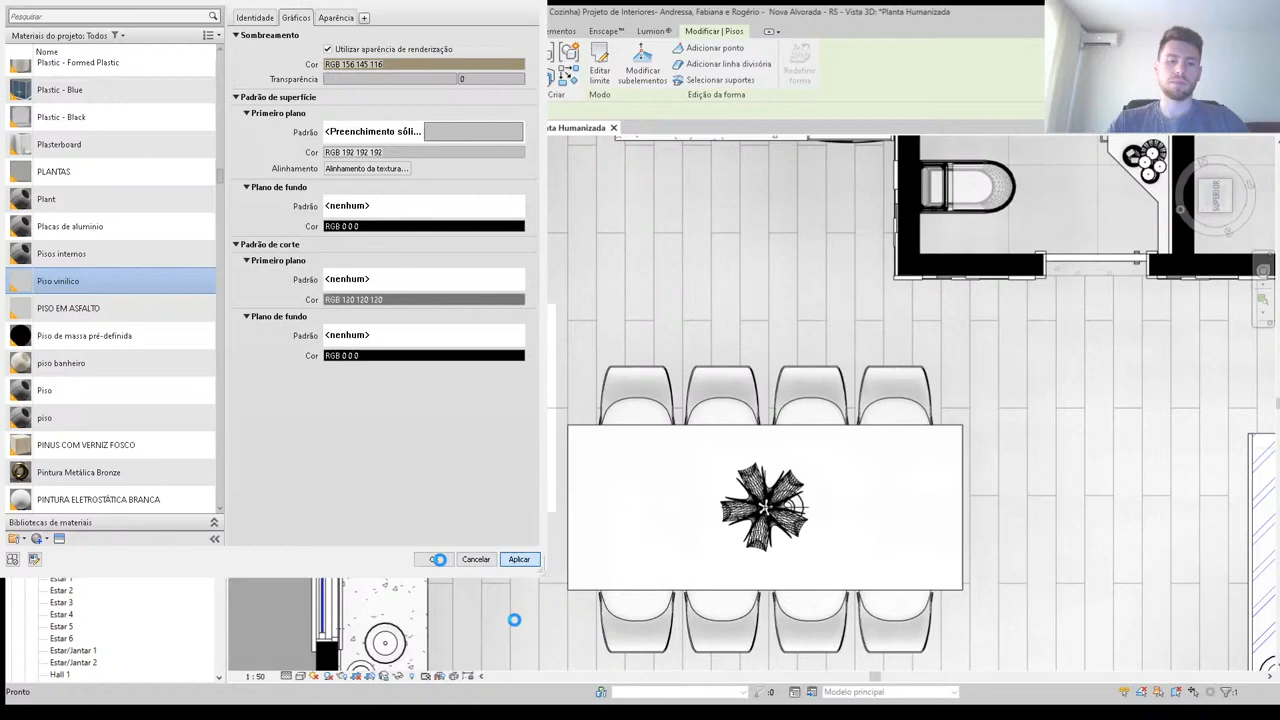 Pesquisar
Materiais do projeto: Todos
Nome
Plastic - Formed Plastic
Plastic - Blue
Plastic - Black
Plasterboard
PLANTAS
Plant
Placas de aluminio
Pisos internos
Piso vinilico
PISO EM ASFALTO
Piso de massa pré-definida
piso banheiro
Piso
piso
PINUS COM VERNIZ FOSCO
Pintura Metálica Bronze
PINTURA ELETROSTÁTICA BRANCA
Bibliotecas de materiais
Identidade
Gráficos
Aparência
Sombreamento
Utilizar aparência de renderização
Cor RGB 156 145 116
Transparência 0
Padrão de superfície
Primeiro plano
Padrão <Preenchimento sóli...
Cor RGB 192 192 192
Alinhamento Alinhamento da textura...
Plano de fundo
Padrão <nenhum>
Cor RGB 0 0 0
Padrão de corte
Primeiro plano
Padrão <nenhum>
Cor RGB 120 120 120
Plano de fundo
Padrão <nenhum>
Cor RGB 0 0 0
Cancelar
Aplicar
Cozinha) Projeto de Interiores- Andressa, Fabiana e Rogério - Nova Alvorada - RS - Vista 3D: *Planta Humanizada
ementos
Enscape™
Lumion®
Modificar | Pisos
Editar limite
Modificar subelementos
Adicionar ponto
Adicionar linha divisória
Selecionar suportes
Redefinir forma
Criar
Modo
Edição da forma
lanta Humanizada
SUPERIOR
Estar 1
Estar 2
Estar 3
Estar 4
Estar 5
Estar 6
Estar/Jantar 1
Estar/Jantar 2
Hall 1
1 : 50
Pronto
:0
Modelo principal
:1